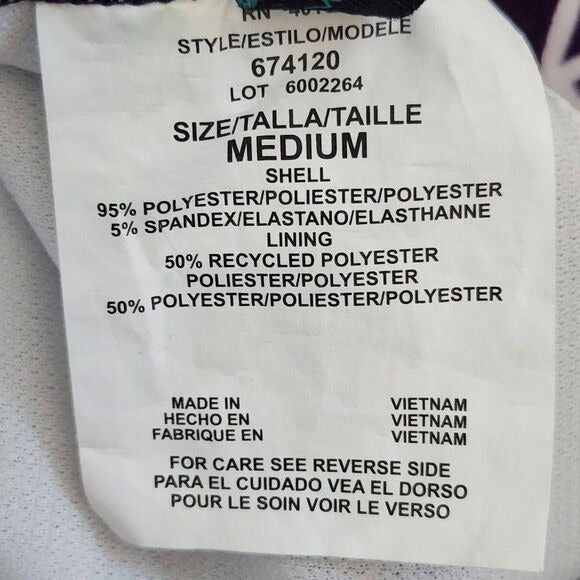 RN
STYLE/ESTILO/MODELE
674120
LOT 6002264
SIZE/TALLA/TAILLE
MEDIUM
SHELL
95% POLYESTER/POLIESTER/POLYESTER
5% SPANDEX/ELASTANO/ELASTHANNE
LINING
50% RECYCLED POLYESTER
POLIESTER/POLYESTER
50% POLYESTER/POLIESTER/POLYESTER
MADE IN VIETNAM
HECHO EN VIETNAM
FABRIQUE EN VIETNAM
FOR CARE SEE REVERSE SIDE
PARA EL CUIDADO VEA EL DORSO
POUR LE SOIN VOIR LE VERSO